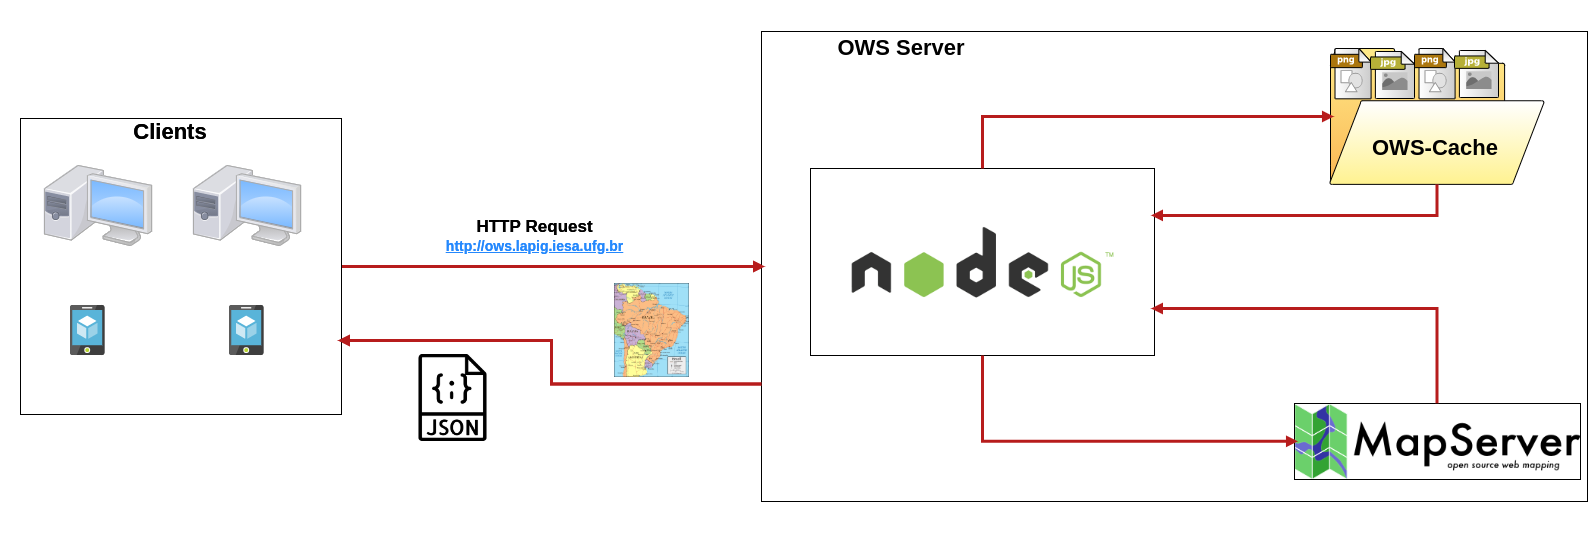 OWS Server
png jpg png jpg
Clients
OWS-Cache
HTTP Request
http://ows.lapig.iesa.ufg.br
node
JS
TM
{;}
JSON
MapServer
open source web mapping